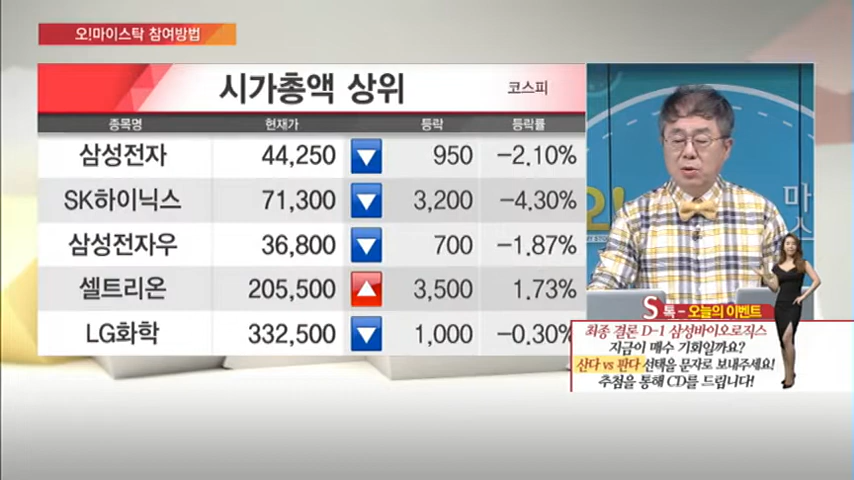 오!마이스탁 참여방법
시가총액 상위 코스피
종목명 현재가 등락 등락률
삼성전자 44,250 950 -2.10%
SK하이닉스 71,300 3,200 -4.30%
삼성전자우 36,800 700 -1.87%
셀트리온 205,500 3,500 1.73%
LG화학 332,500 1,000 -0.30%
마
스
S톡 - 오늘의 이벤트
최종 결론 D-1 삼성바이오로직스
지금이 매수 기회일까요?
산다 vs 판다 선택을 문자로 보내주세요!
추첨을 통해 CD를 드립니다!